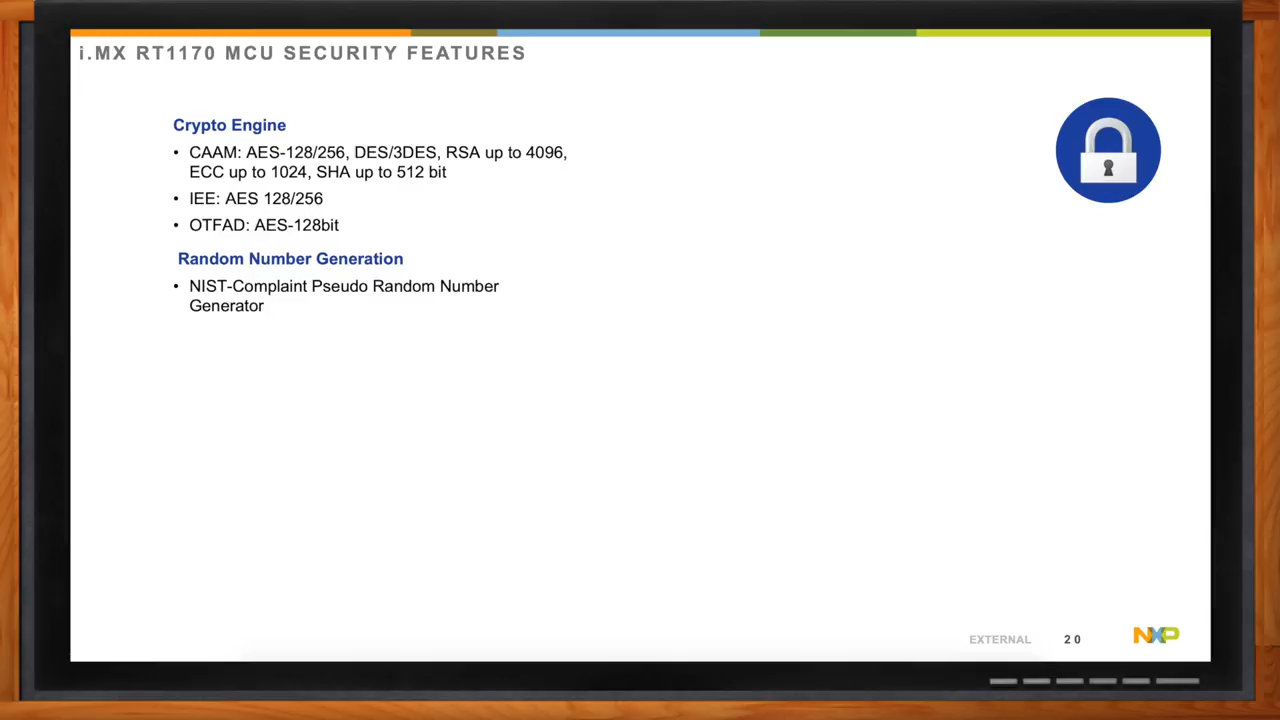 i.MX RT1170 MCU SECURITY FEATURES
Crypto Engine
• CAAM: AES-128/256, DES/3DES, RSA up to 4096,
ECC up to 1024, SHA up to 512 bit
• IEE: AES 128/256
• OTFAD: AES-128bit
Random Number Generation
• NIST-Complaint Pseudo Random Number
Generator
EXTERNAL 20 NXP